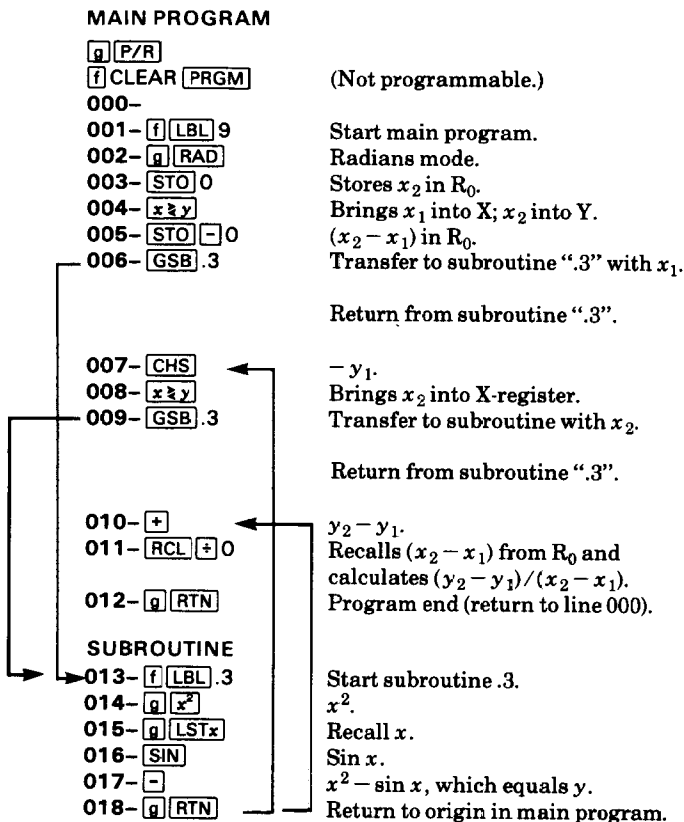 MAIN PROGRAM
g P/R
f CLEAR PRGM (Not programmable.)
000–
001– f LBL 9 Start main program.
002– g RAD Radians mode.
003– STO 0 Stores x₂ in R₀.
004– x≷y Brings x₁ into X; x₂ into Y.
005– STO − 0 (x₂ − x₁) in R₀.
006– GSB .3 Transfer to subroutine “.3” with x₁.
Return from subroutine “.3”.
007– CHS − y₁.
008– x≷y Brings x₂ into X-register.
009– GSB .3 Transfer to subroutine with x₂.
Return from subroutine “.3”.
010– + y₂ − y₁.
011– RCL ÷ 0 Recalls (x₂ − x₁) from R₀ and
calculates (y₂ − y₁)/(x₂ − x₁).
012– g RTN Program end (return to line 000).
SUBROUTINE
013– f LBL .3 Start subroutine .3.
014– g x² x².
015– g LSTx Recall x.
016– SIN Sin x.
017– − x² − sin x, which equals y.
018– g RTN Return to origin in main program.